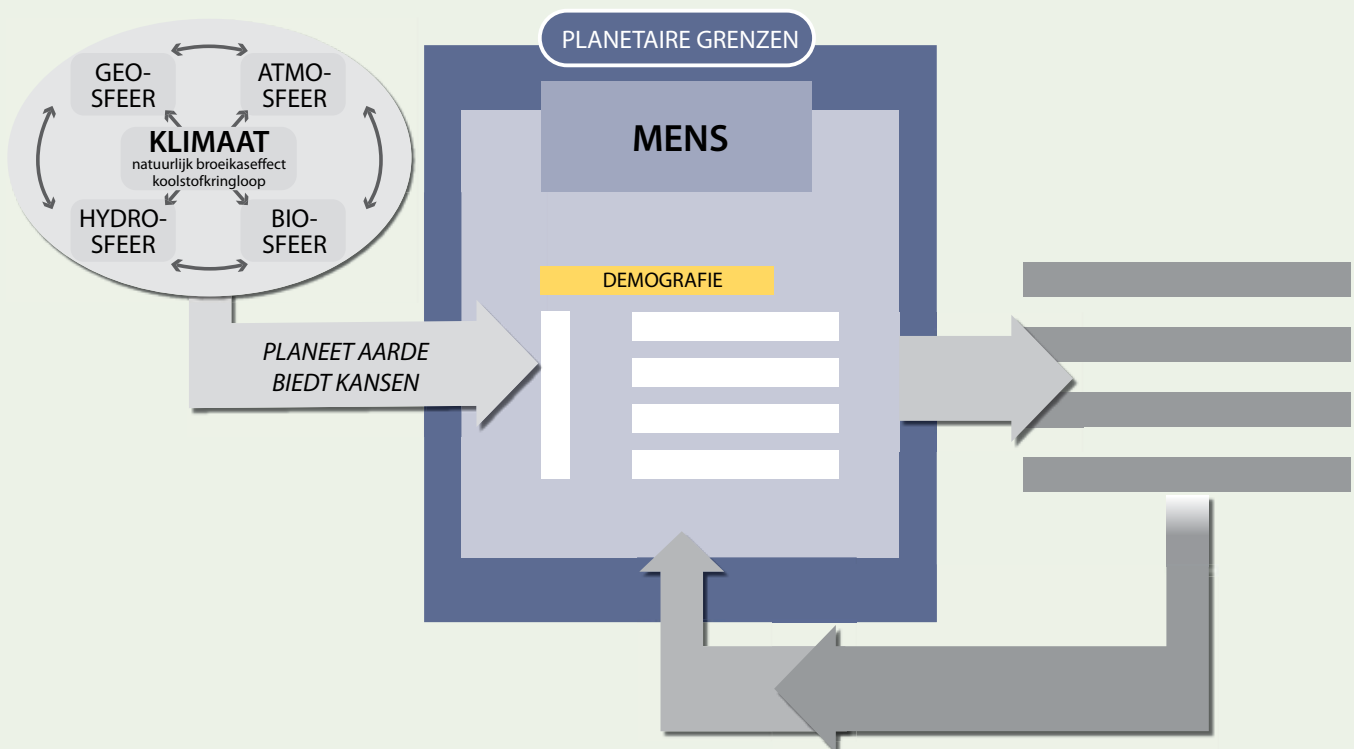 PLANETAIRE GRENZEN
GEO-
SFEER
ATMO-
SFEER
KLIMAAT
natuurlijk broeikaseffect
koolstofkringloop
HYDRO-
SFEER
BIO-
SFEER
MENS
DEMOGRAFIE
PLANEET AARDE
BIEDT KANSEN